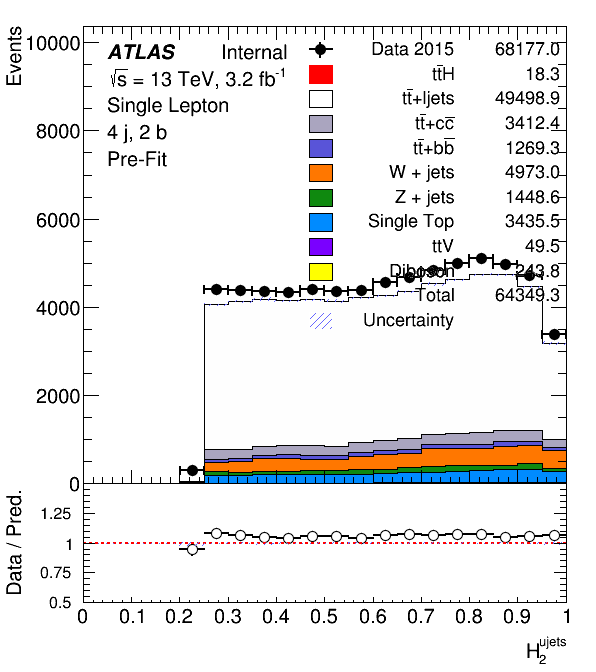 Events
10000
8000
6000
4000
2000
0
ATLAS Internal
√s = 13 TeV, 3.2 fb-1
Single Lepton
4 j, 2 b
Pre-Fit
Data 2015 68177.0
tt̄H 18.3
tt̄+ljets 49498.9
tt̄+cc̄ 3412.4
tt̄+bb̄ 1269.3
W + jets 4973.0
Z + jets 1448.6
Single Top 3435.5
ttV 49.5
Diboson 243.8
Total 64349.3
Uncertainty
Data / Pred.
1.25
1
0.75
0.5
0 0.1 0.2 0.3 0.4 0.5 0.6 0.7 0.8 0.9 1
H2ujets